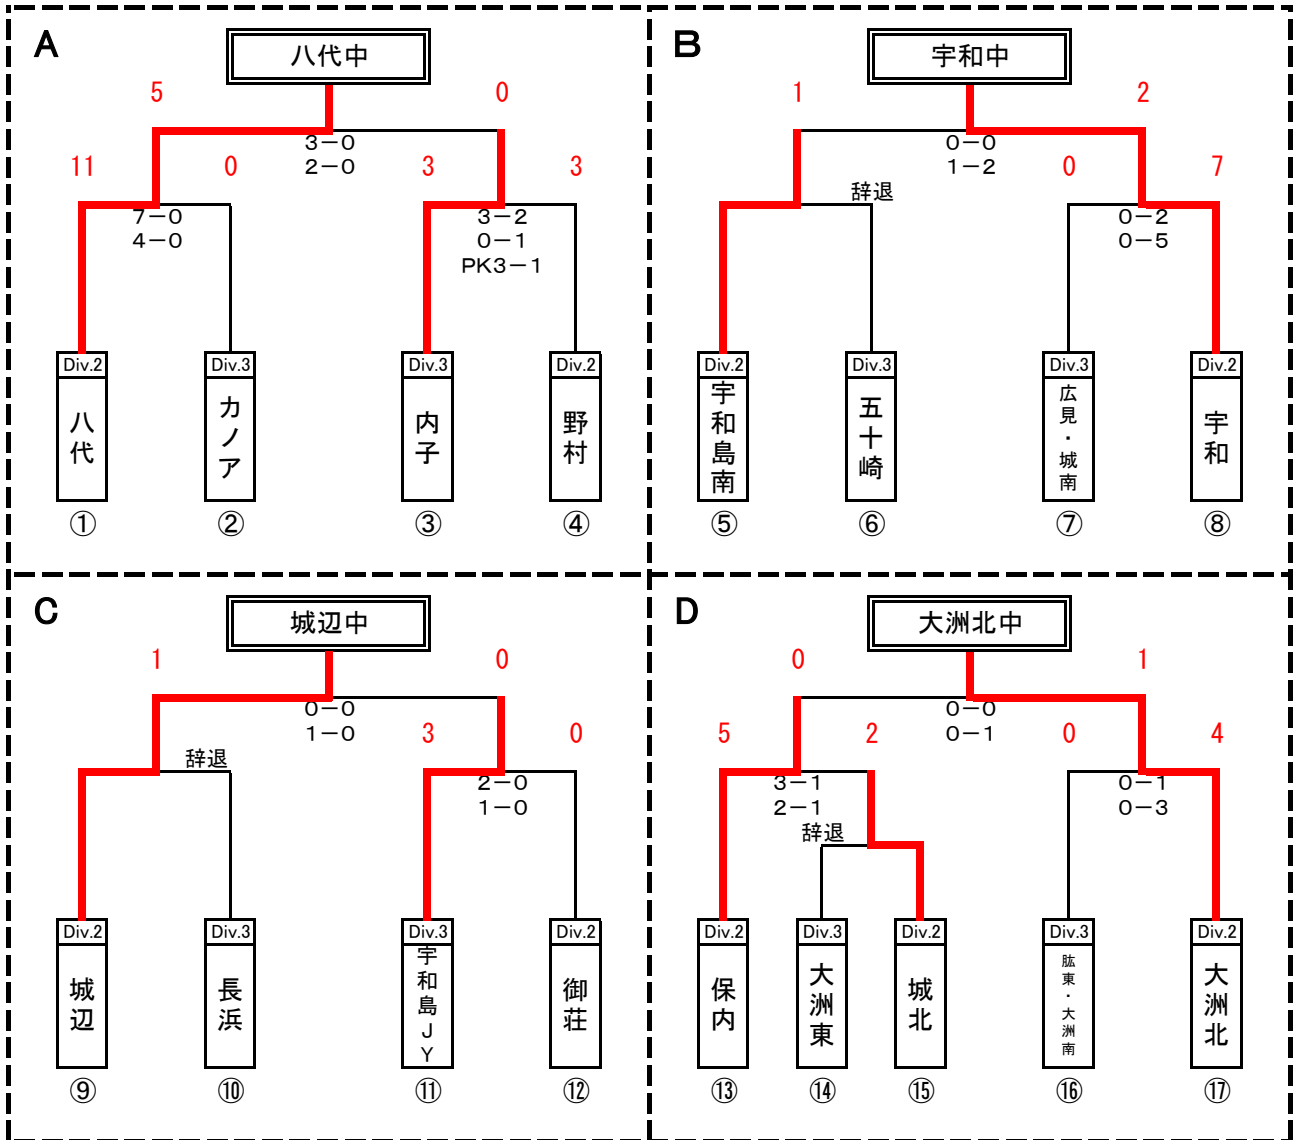 A
八代中
5
0
3－0
2－0
11
0
3
3
7－0
4－0
3－2
0－1
PK3－1
Div.2
Div.3
Div.3
Div.2
八代
カノア
内子
野村
①
②
③
④
B
宇和中
1
2
0－0
1－2
0
7
辞退
0－2
0－5
Div.2
Div.3
Div.3
Div.2
宇和島南
五十崎
広見・城南
宇和
⑤
⑥
⑦
⑧
C
城辺中
1
0
0－0
1－0
3
0
辞退
2－0
1－0
Div.2
Div.3
Div.3
Div.2
城辺
長浜
宇和島JY
御荘
⑨
⑩
⑪
⑫
D
大洲北中
0
1
0－0
0－1
5
2
0
4
3－1
2－1
0－1
0－3
辞退
Div.2
Div.3
Div.2
Div.3
Div.2
保内
大洲東
城北
肱東・大洲南
大洲北
⑬
⑭
⑮
⑯
⑰